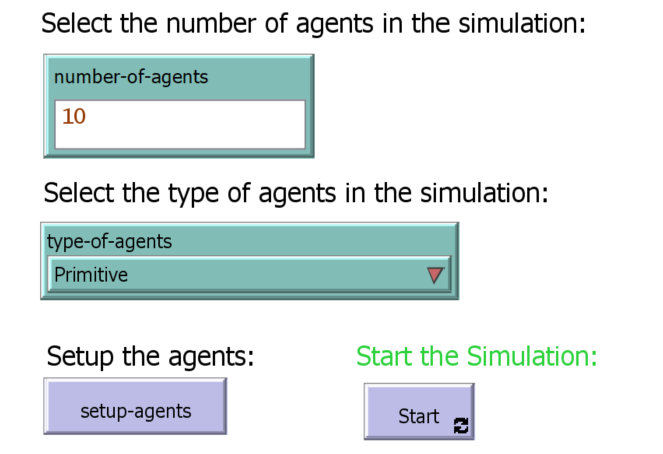 Select the number of agents in the simulation:
number-of-agents
10
Select the type of agents in the simulation:
type-of-agents
Primitive
Setup the agents: Start the Simulation:
setup-agents Start